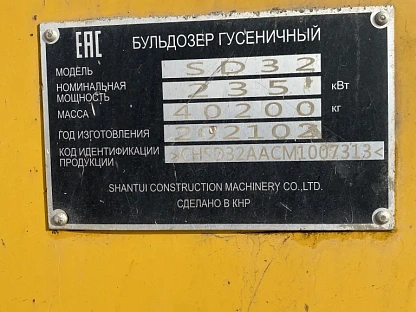 EAC БУЛЬДОЗЕР ГУСЕНИЧНЫЙ
МОДЕЛЬ SD32
НОМИНАЛЬНАЯ МОЩНОСТЬ 235 кВт
МАССА 40200 кг
ГОД ИЗГОТОВЛЕНИЯ 202102
КОД ИДЕНТИФИКАЦИИ ПРОДУКЦИИ >CHSD32AACM1007313<
SHANTUI CONSTRUCTION MACHINERY CO.,LTD.
СДЕЛАНО В КНР